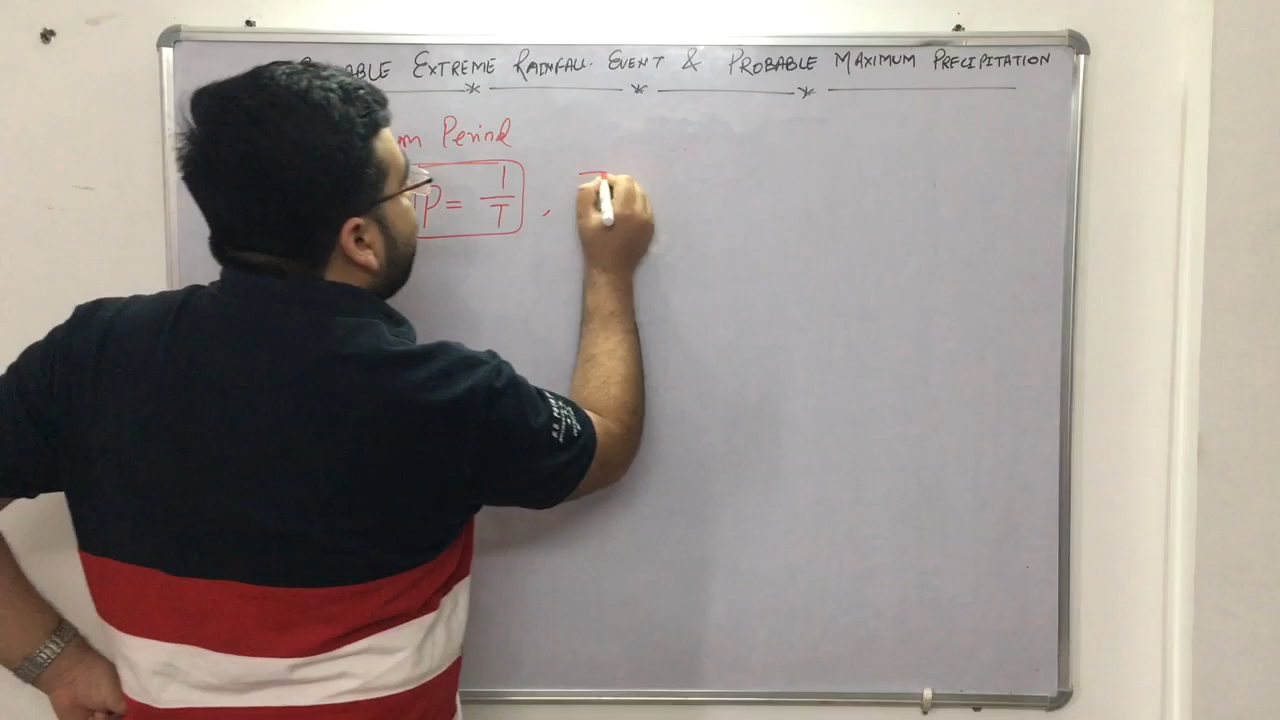 EXTREME RAINFALL. EVENT & PROBABLE MAXIMUM PRECIPITATION
Period
P = 1/T ,